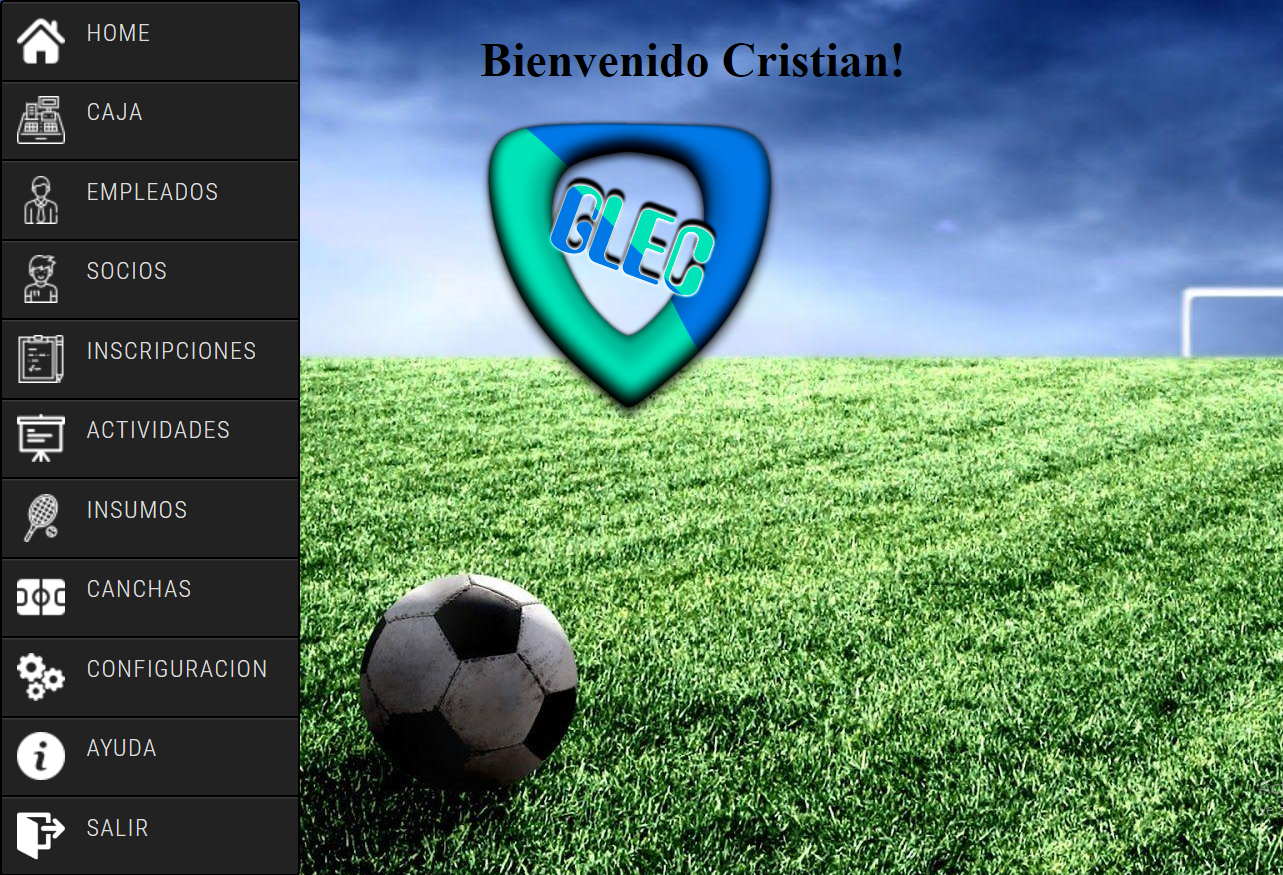 HOME
CAJA
EMPLEADOS
SOCIOS
INSCRIPCIONES
ACTIVIDADES
INSUMOS
CANCHAS
CONFIGURACION
AYUDA
SALIR
Bienvenido Cristian!
GLEC